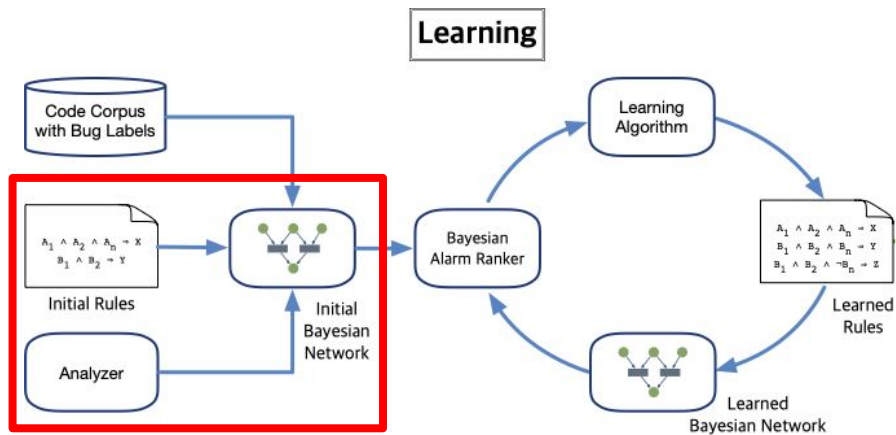 Learning
Code Corpus
with Bug Labels
Learning
Algorithm
A₁ ∧ A₂ ∧ Aₙ → X
B₁ ∧ B₂ → Y
Initial Rules
Initial
Bayesian
Network
Bayesian
Alarm Ranker
A₁ ∧ A₂ ∧ Aₙ → X
B₁ ∧ B₂ ∧ Bₙ → Y
B₁ ∧ B₂ ∧ ¬Bₙ → Z
Learned
Rules
Analyzer
Learned
Bayesian Network